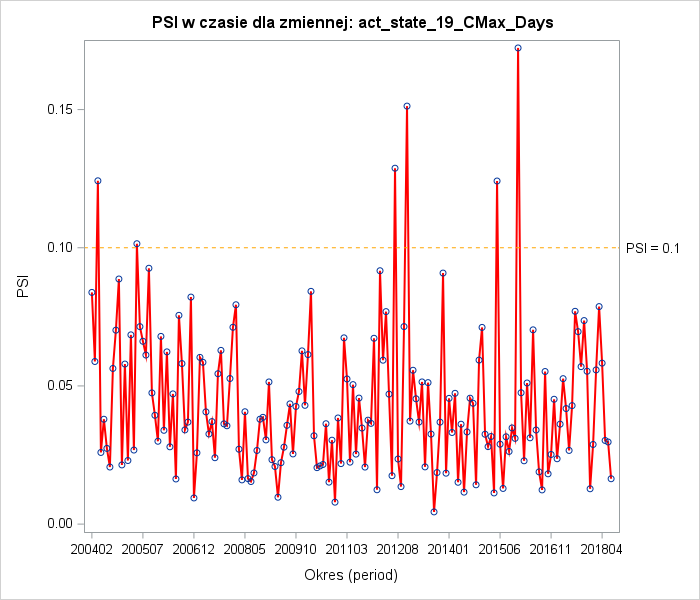 PSI w czasie dla zmiennej: act_state_19_CMax_Days
0.15
0.10
PSI = 0.1
PSI
0.05
0.00
200402 200507 200612 200805 200910 201103 201208 201401 201506 201611 201804
Okres (period)